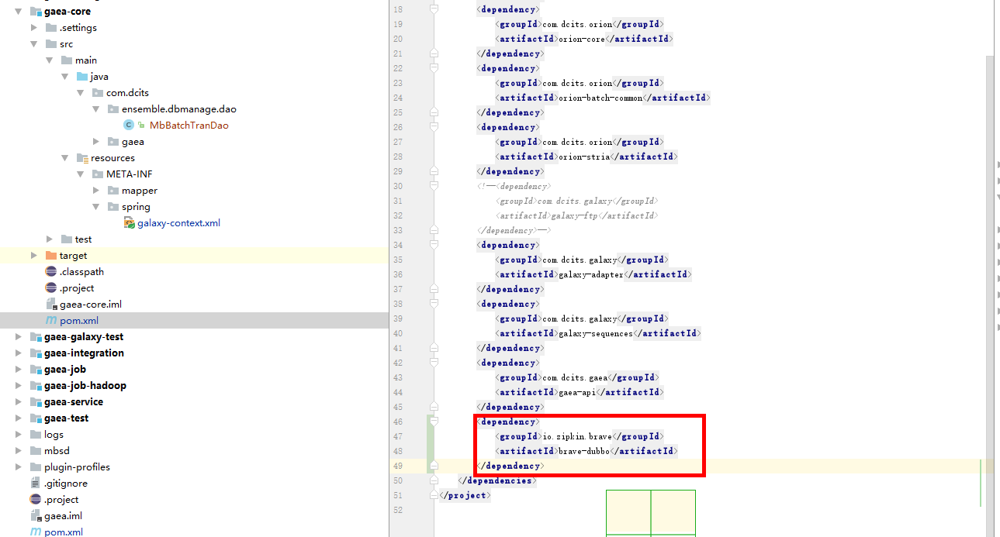 gaea-core
.settings
src
main
java
com.dcits
ensemble.dbmanage.dao
MbBatchTranDao
gaea
resources
META-INF
mapper
spring
galaxy-context.xml
test
target
.classpath
.project
gaea-core.iml
pom.xml
gaea-galaxy-test
gaea-integration
gaea-job
gaea-job-hadoop
gaea-service
gaea-test
logs
mbsd
plugin-profiles
.gitignore
.project
gaea.iml
pom.xml
18 <dependency>
19 <groupId>com.dcits.orion</groupId>
20 <artifactId>orion-core</artifactId>
21 </dependency>
22 <dependency>
23 <groupId>com.dcits.orion</groupId>
24 <artifactId>orion-batch-common</artifactId>
25 </dependency>
26 <dependency>
27 <groupId>com.dcits.orion</groupId>
28 <artifactId>orion-stria</artifactId>
29 </dependency>
30 <!--<dependency>
31 <groupId>com.dcits.galaxy</groupId>
32 <artifactId>galaxy-ftp</artifactId>
33 </dependency>-->
34 <dependency>
35 <groupId>com.dcits.galaxy</groupId>
36 <artifactId>galaxy-adapter</artifactId>
37 </dependency>
38 <dependency>
39 <groupId>com.dcits.galaxy</groupId>
40 <artifactId>galaxy-sequences</artifactId>
41 </dependency>
42 <dependency>
43 <groupId>com.dcits.gaea</groupId>
44 <artifactId>gaea-api</artifactId>
45 </dependency>
46 <dependency>
47 <groupId>io.zipkin.brave</groupId>
48 <artifactId>brave-dubbo</artifactId>
49 </dependency>
50 </dependencies>
51 </project>
52